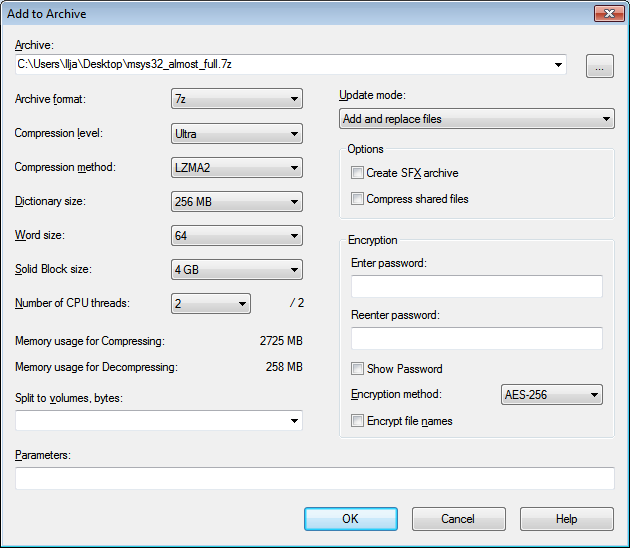 Add to Archive
Archive:
C:\Users\Ilja\Desktop\msys32_almost_full.7z
...
Archive format:
7z
Compression level:
Ultra
Compression method:
LZMA2
Dictionary size:
256 MB
Word size:
64
Solid Block size:
4 GB
Number of CPU threads:
2
/ 2
Memory usage for Compressing:
2725 MB
Memory usage for Decompressing:
258 MB
Split to volumes, bytes:
Update mode:
Add and replace files
Options
Create SFX archive
Compress shared files
Encryption
Enter password:
Reenter password:
Show Password
Encryption method:
AES-256
Encrypt file names
Parameters:
OK
Cancel
Help